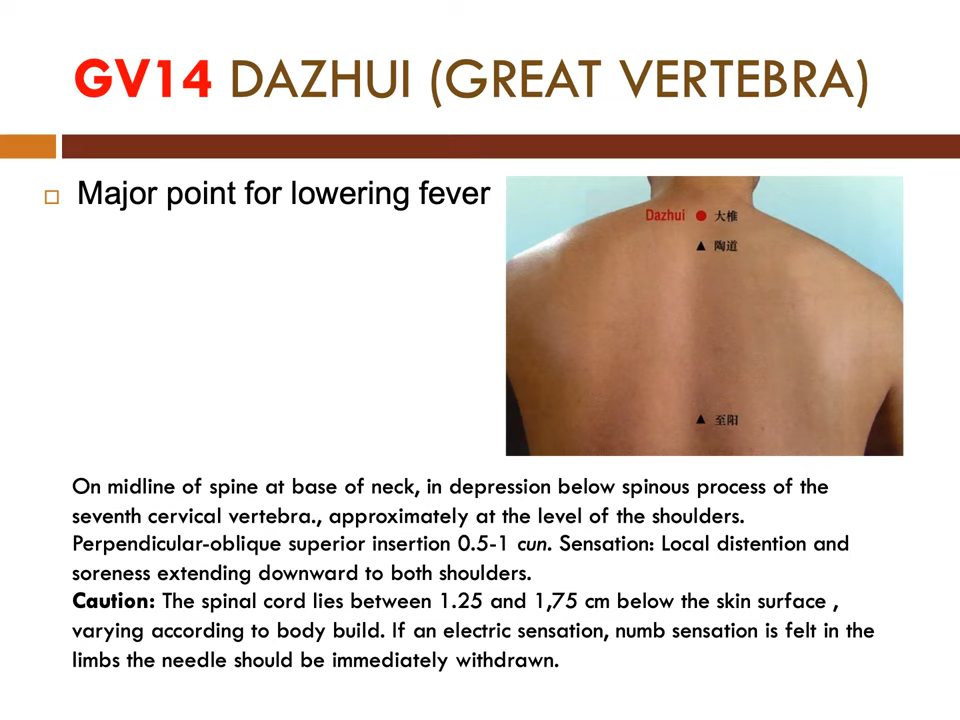 GV14 DAZHUI (GREAT VERTEBRA)
Major point for lowering fever
Dazhui 大椎
陶道
至阳
On midline of spine at base of neck, in depression below spinous process of the
seventh cervical vertebra., approximately at the level of the shoulders.
Perpendicular-oblique superior insertion 0.5-1 cun. Sensation: Local distention and
soreness extending downward to both shoulders.
Caution: The spinal cord lies between 1.25 and 1,75 cm below the skin surface ,
varying according to body build. If an electric sensation, numb sensation is felt in the
limbs the needle should be immediately withdrawn.